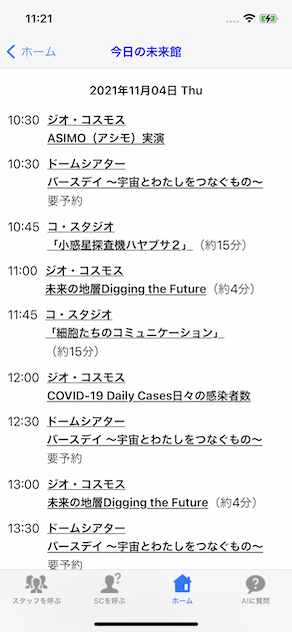 11:21
ホーム
今日の未来館
2021年11月04日 Thu
10:30 ジオ・コスモス
ASIMO（アシモ）実演
10:30 ドームシアター
バースデイ 〜宇宙とわたしをつなぐもの〜
要予約
10:45 コ・スタジオ
「小惑星探査機ハヤブサ２」（約15分）
11:00 ジオ・コスモス
未来の地層Digging the Future（約4分）
11:45 コ・スタジオ
「細胞たちのコミュニケーション」
（約15分）
12:00 ジオ・コスモス
COVID-19 Daily Cases日々の感染者数
12:30 ドームシアター
バースデイ 〜宇宙とわたしをつなぐもの〜
要予約
13:00 ジオ・コスモス
未来の地層Digging the Future（約4分）
13:30 ドームシアター
バースデイ 〜宇宙とわたしをつなぐもの〜
スタッフを呼ぶ
SCを呼ぶ
ホーム
AIに質問